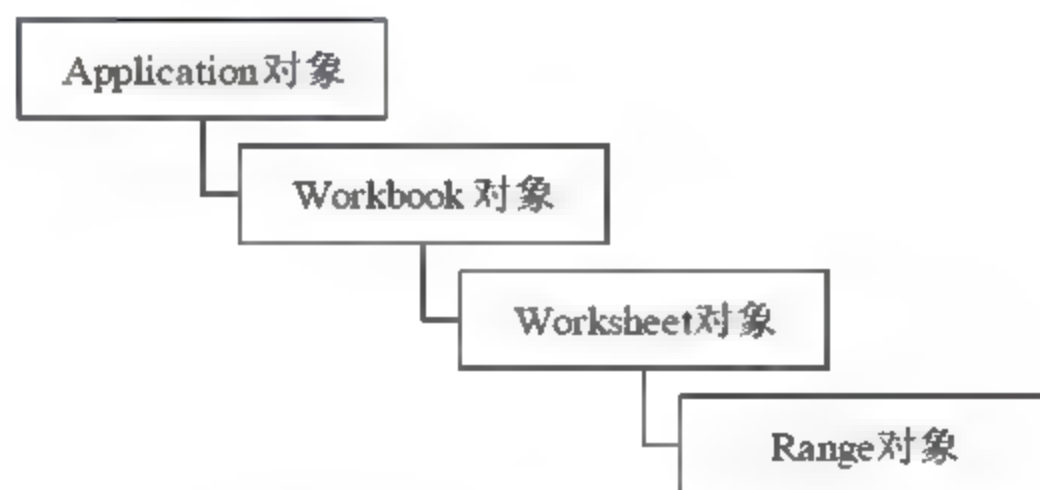 Application对象
Workbook 对象
Worksheet对象
Range对象